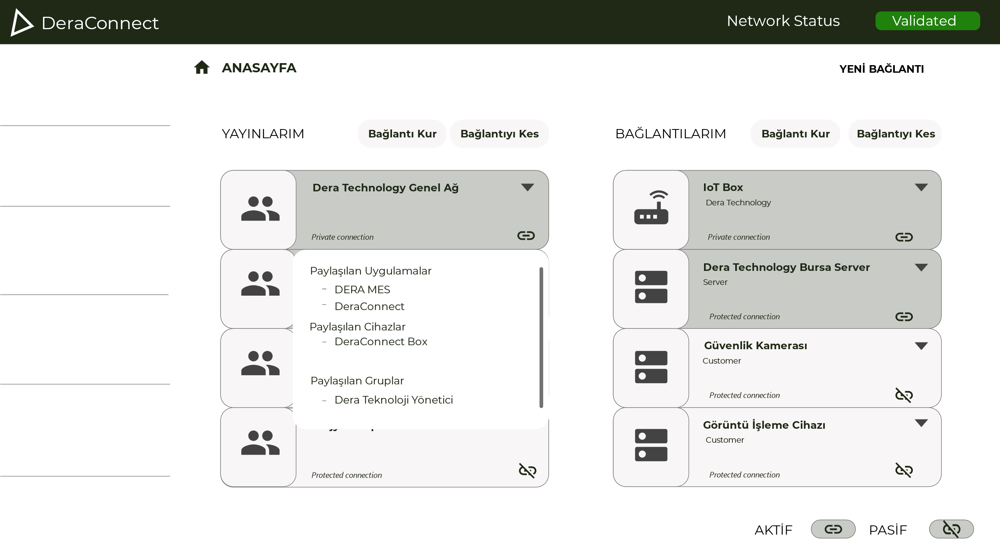 DeraConnect
Network Status
Validated
ANASAYFA
YENİ BAĞLANTI
YAYINLARIM
Bağlantı Kur
Bağlantıyı Kes
BAĞLANTILARIM
Bağlantı Kur
Bağlantıyı Kes
Dera Technology Genel Ağ
Private connection
Paylaşılan Uygulamalar
- DERA MES
- DeraConnect
Paylaşılan Cihazlar
- DeraConnect Box
Paylaşılan Gruplar
- Dera Teknoloji Yönetici
Protected connection
IoT Box
Dera Technology
Private connection
Dera Technology Bursa Server
Server
Protected connection
Güvenlik Kamerası
Customer
Protected connection
Görüntü İşleme Cihazı
Customer
Protected connection
AKTİF
PASİF